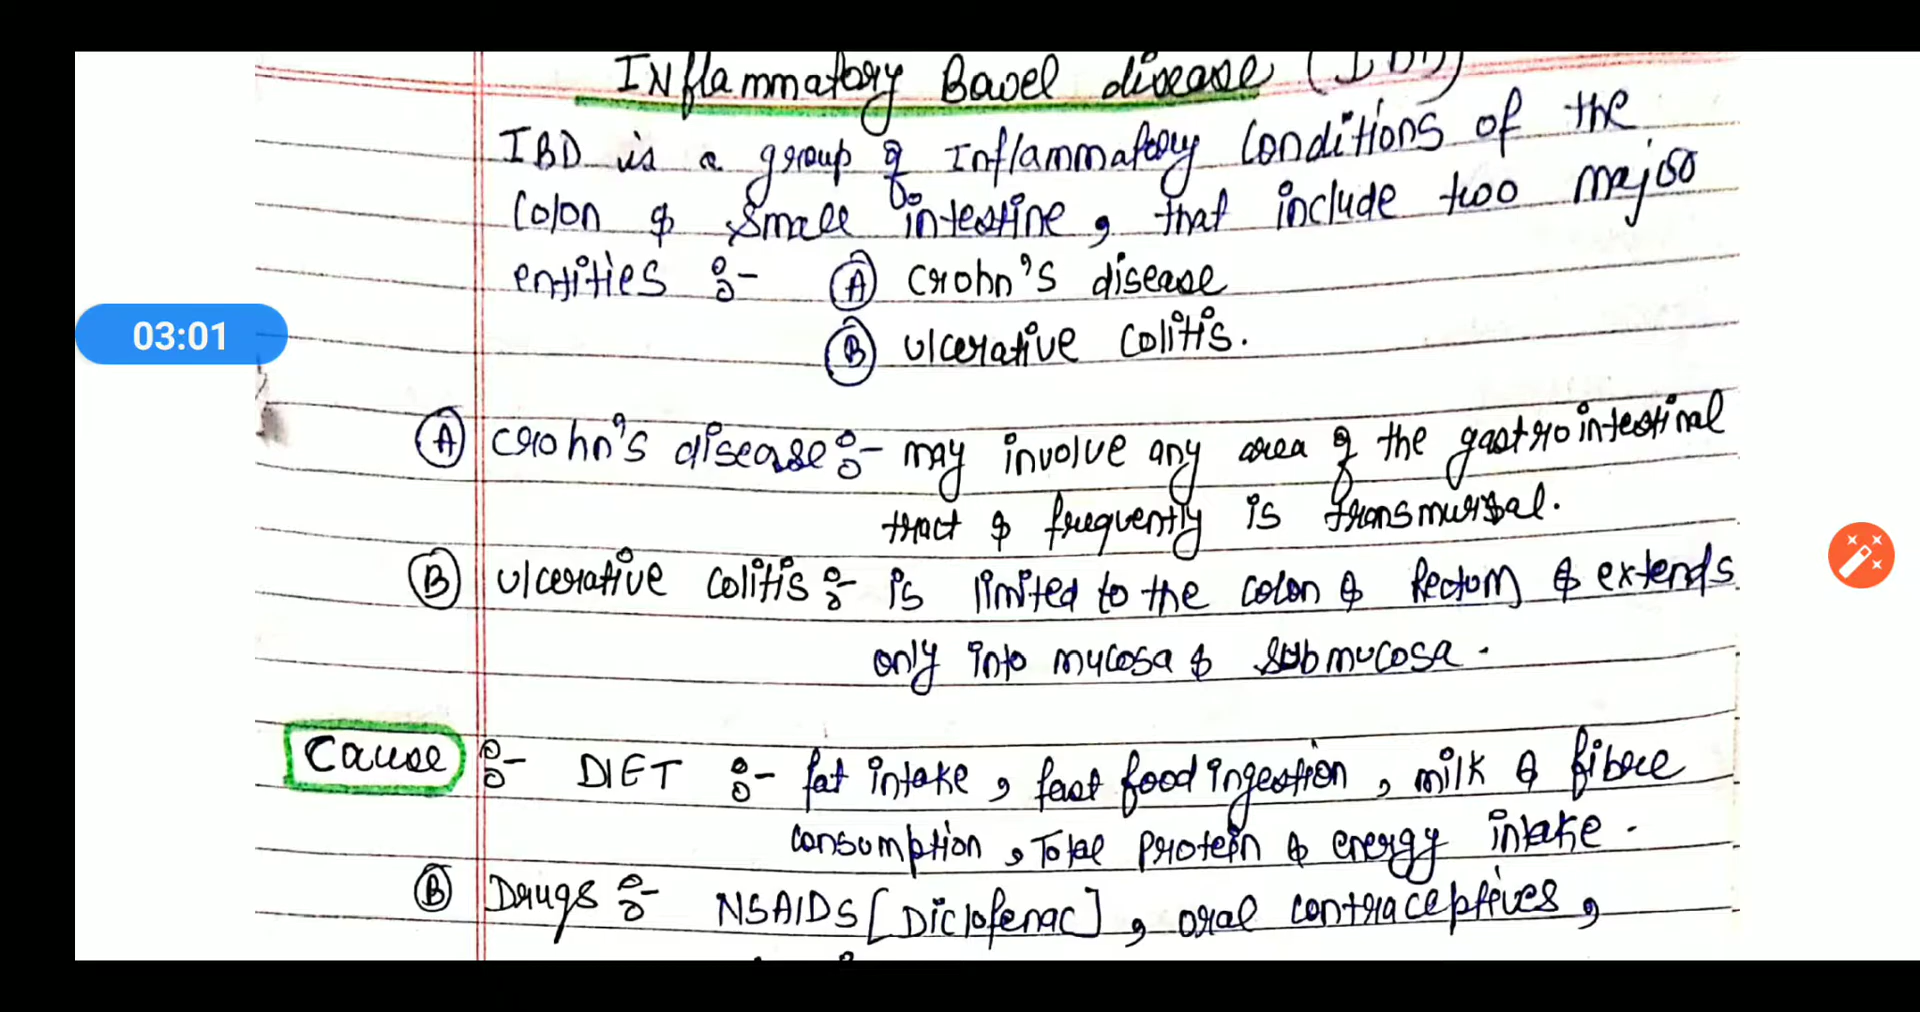 Inflammatory Bowel disease (IBD)
IBD is a group of Inflammatory Conditions of the
Colon & Small intestine, that include two major
entities :- (A) Crohn's disease
(B) Ulcerative Colitis.
03:01
(A) Crohn's disease :- may involve any area of the gastrointestinal
tract & frequently is transmural.
(B) Ulcerative Colitis :- is limited to the colon & Rectum & extends
only into mucosa & submucosa.
Cause :- DIET :- fat intake, fast food ingestion, milk & fibre
consumption, Total protein & energy intake.
(B) Drugs :- NSAIDS [Diclofenac], oral contraceptives,